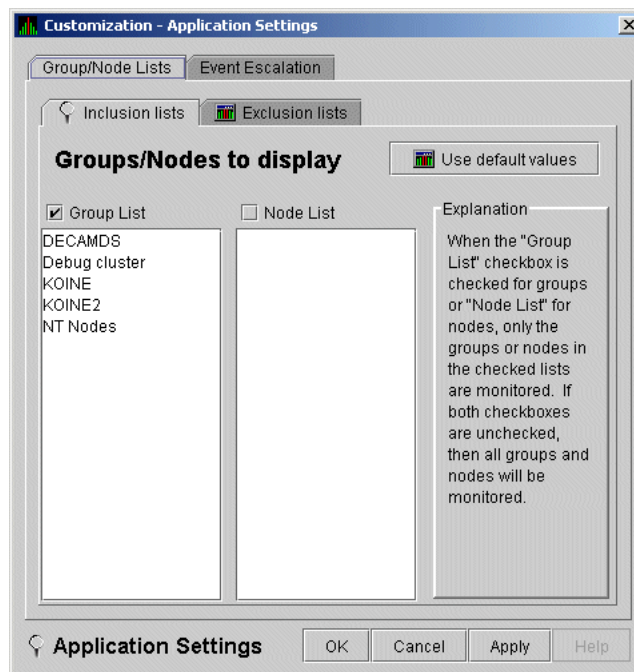 Customization - Application Settings
Group/Node Lists Event Escalation
Inclusion lists Exclusion lists
Groups/Nodes to display Use default values
Group List Node List
DECAMDS
Debug cluster
KOINE
KOINE2
NT Nodes
Explanation
When the "Group
List" checkbox is
checked for groups
or "Node List" for
nodes, only the
groups or nodes in
the checked lists
are monitored. If
both checkboxes
are unchecked,
then all groups and
nodes will be
monitored.
Application Settings OK Cancel Apply Help